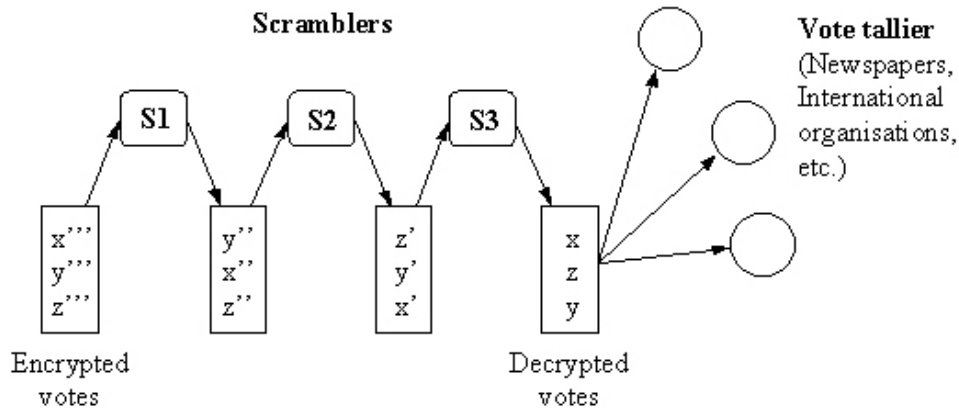 Scramblers
Vote tallier
(Newspapers,
International
organisations,
etc.)
S1
S2
S3
x’’’
y’’’
z’’’
y’’
x’’
z’’
z’
y’
x’
x
z
y
Encrypted
votes
Decrypted
votes